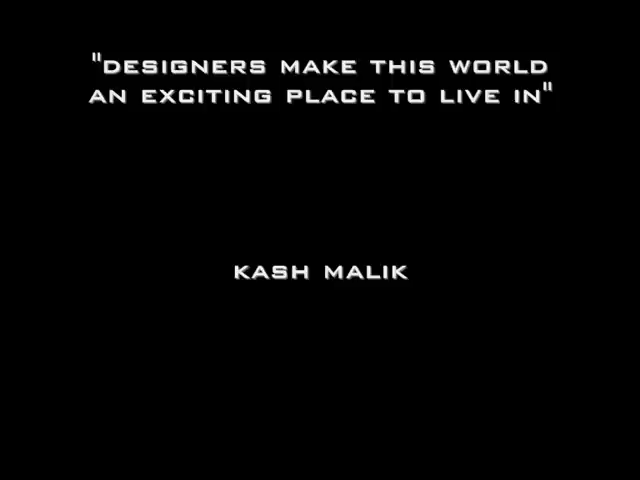 "DESIGNERS MAKE THIS WORLD
AN EXCITING PLACE TO LIVE IN"
KASH MALIK